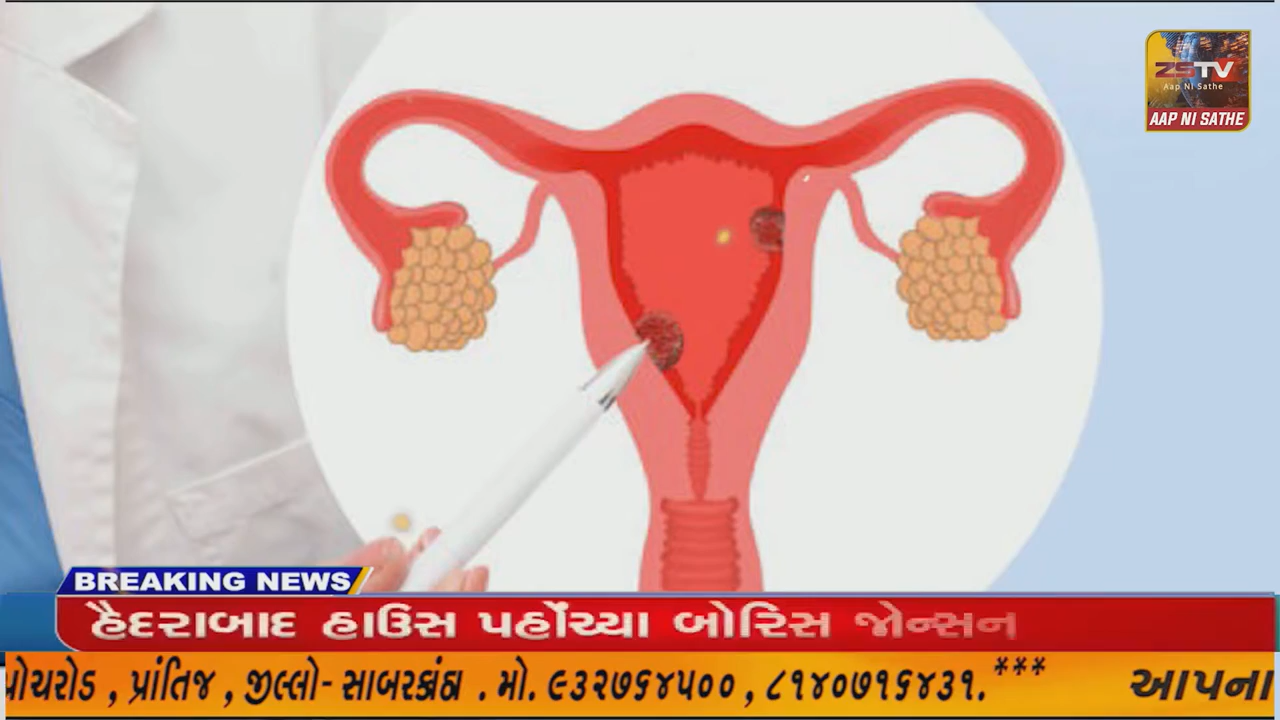 ZSTV
Aap Ni Sathe
AAP NI SATHE
BREAKING NEWS
હૈદરાબાદ હાઉસ પહોંચ્યા બોરિસ જોન્સન
પોચરોડ , પ્રાંતિજ , જીલ્લો- સાબરકાંઠા . મો. ૯૩૨૭૬૪૫૦૦ , ૮૧૪૦૭૧૬૪૩૧.*** આપના